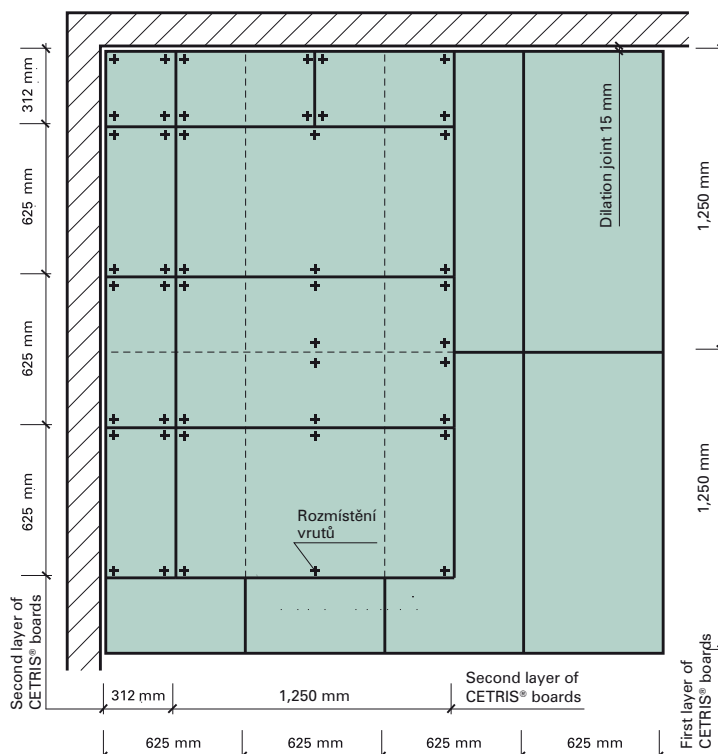 312 mm
625 mm
625 mm
625 mm
Second layer of
CETRIS® boards
Dilation joint 15 mm
1,250 mm
1,250 mm
First layer of
CETRIS® boards
Rozmístění
vrutů
312 mm
1,250 mm
Second layer of
CETRIS® boards
625 mm
625 mm
625 mm
625 mm